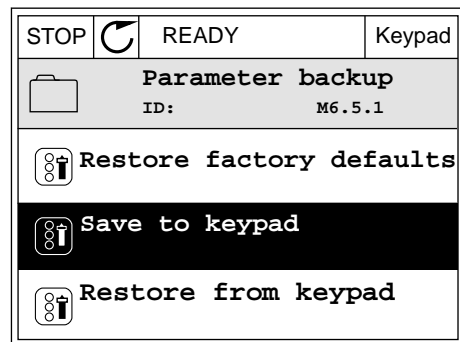 STOP READY Keypad
Parameter backup
ID: M6.5.1
Restore factory defaults
Save to keypad
Restore from keypad